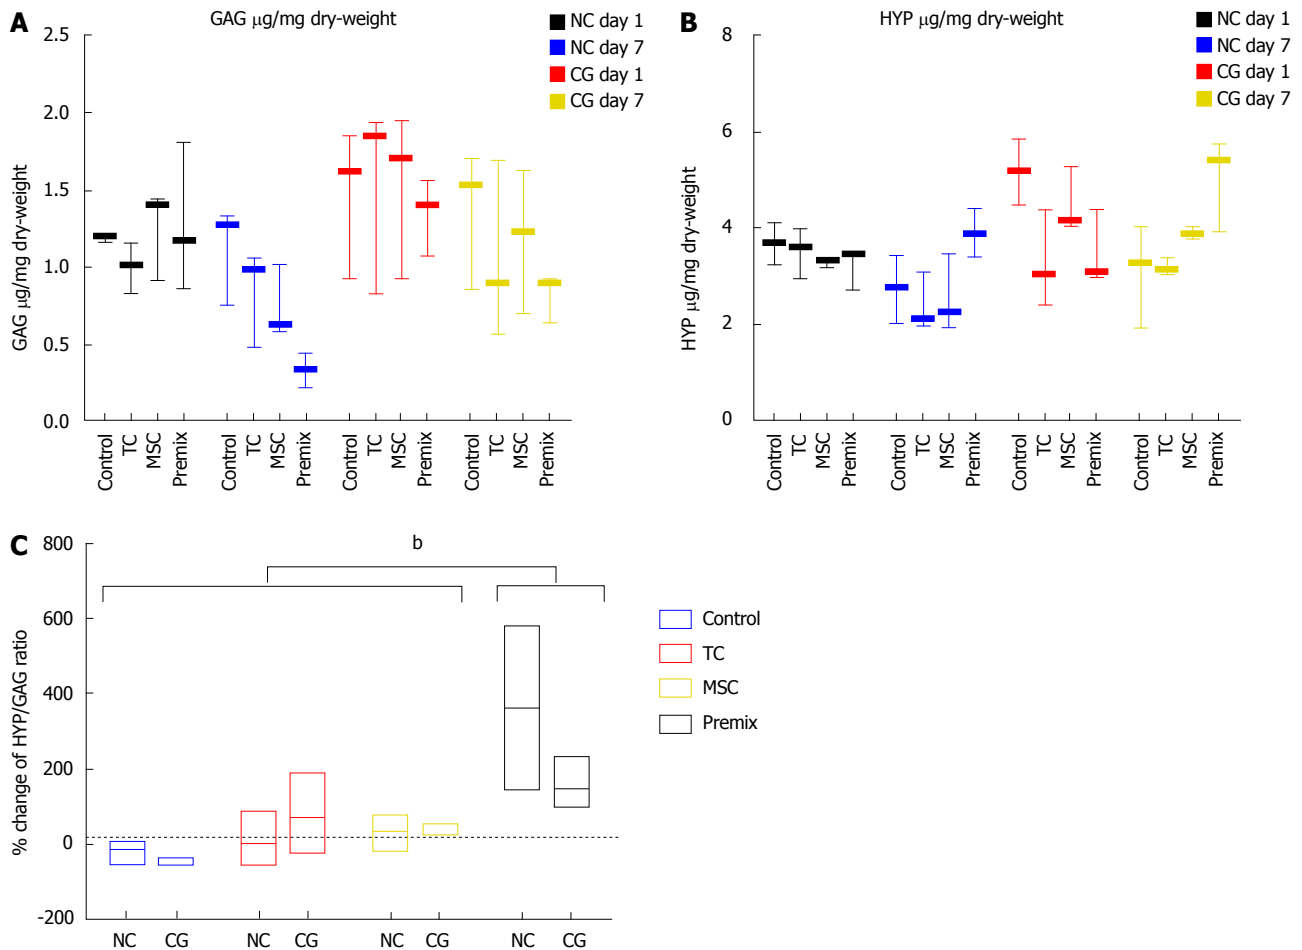 A
GAG μg/mg dry-weight
NC day 1
NC day 7
CG day 1
CG day 7
GAG μg/mg dry-weight
2.5
2.0
1.5
1.0
0.5
0.0
Control
TC
MSC
Premix
Control
TC
MSC
Premix
Control
TC
MSC
Premix
Control
TC
MSC
Premix
B
HYP μg/mg dry-weight
NC day 1
NC day 7
CG day 1
CG day 7
HYP μg/mg dry-weight
8
6
4
2
0
Control
TC
MSC
Premix
Control
TC
MSC
Premix
Control
TC
MSC
Premix
Control
TC
MSC
Premix
C
b
% change of HYP/GAG ratio
800
600
400
200
0
-200
NC CG NC CG NC CG NC CG
Control
TC
MSC
Premix